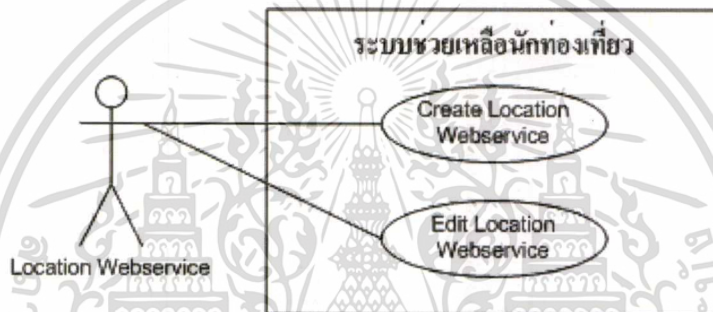 ระบบช่วยเหลือนักท่องเที่ยว
Create Location
Webservice
Edit Location
Webservice
Location Webservice